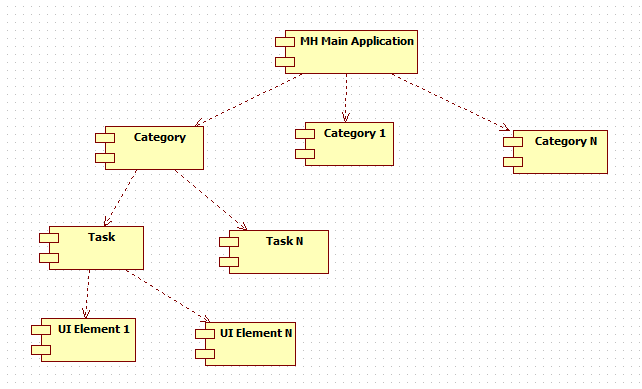 MH Main Application
Category
Category 1
Category N
Task
Task N
UI Element 1
UI Element N